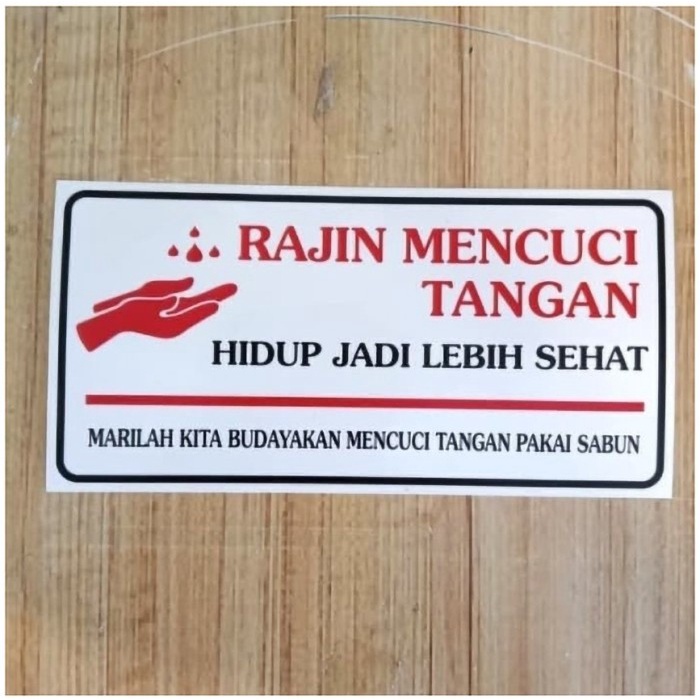 RAJIN MENCUCI
TANGAN
HIDUP JADI LEBIH SEHAT
MARILAH KITA BUDAYAKAN MENCUCI TANGAN PAKAI SABUN